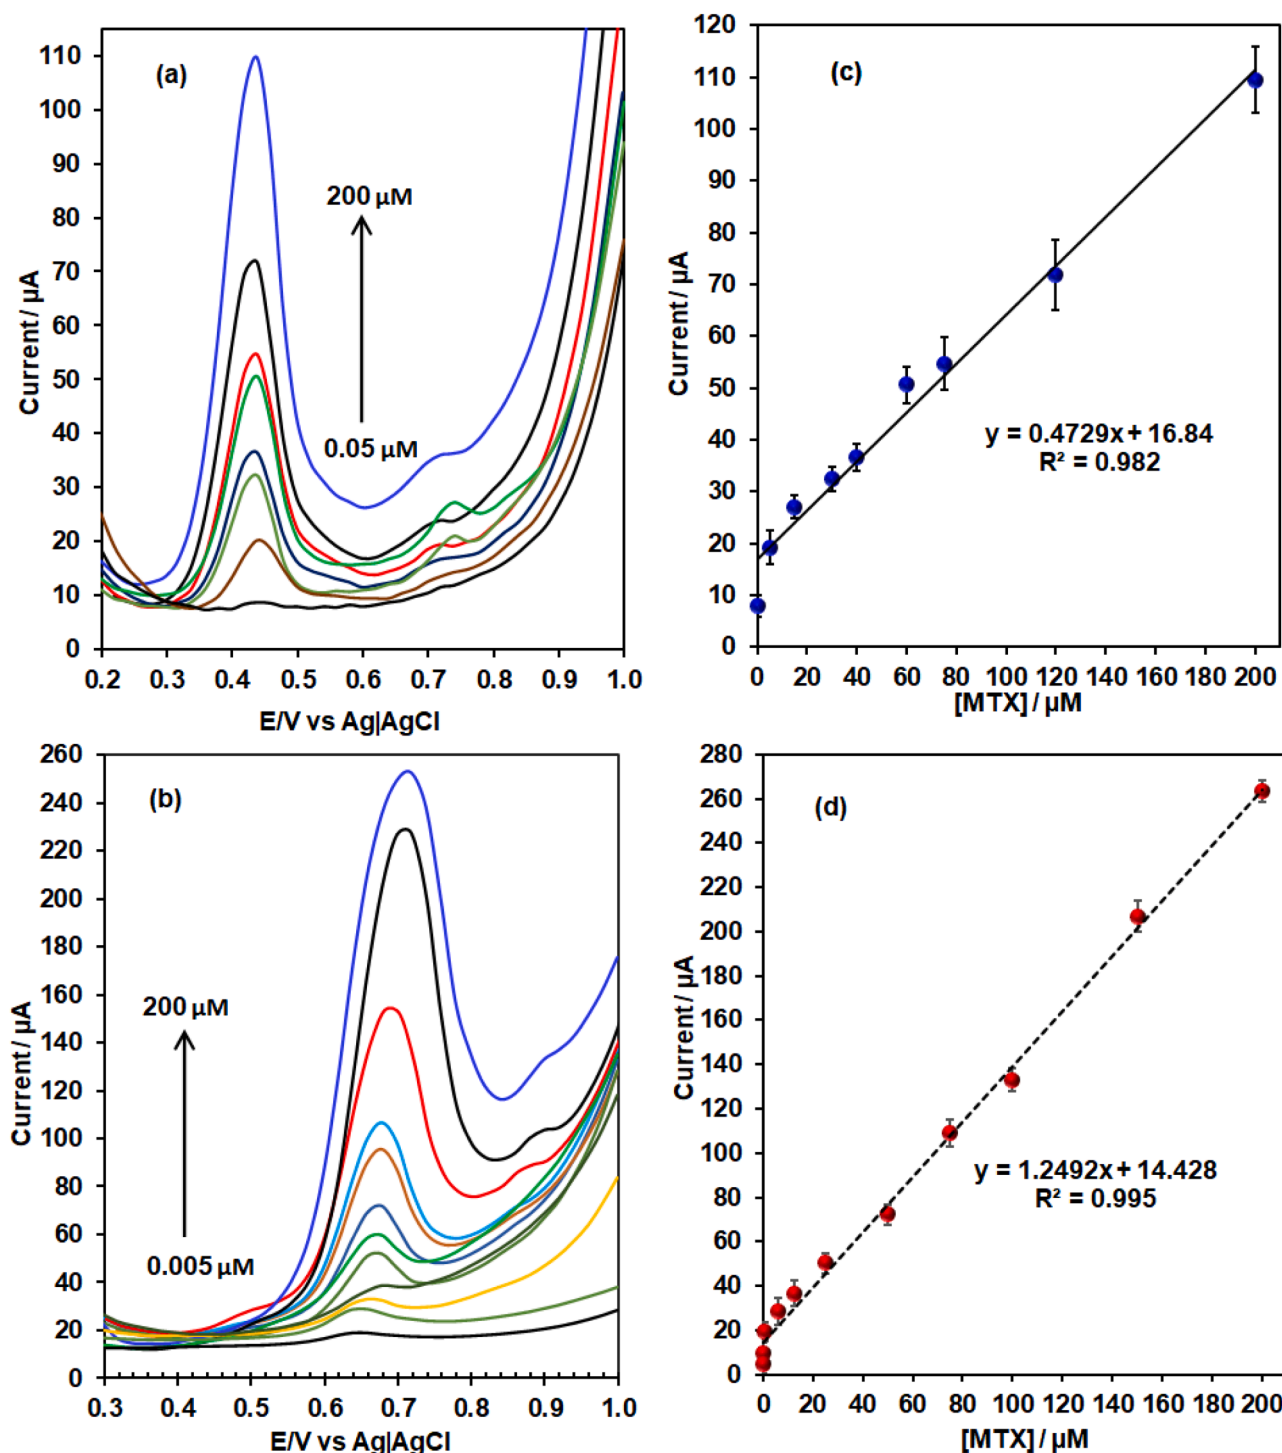 (a)
110
100
90
80
70
60
50
40
30
20
10
0
Current / µA
200 µM
0.05 µM
0.2 0.3 0.4 0.5 0.6 0.7 0.8 0.9 1.0
E/V vs Ag|AgCl
(c)
120
110
100
90
80
70
60
50
40
30
20
10
0
Current / µA
y = 0.4729x + 16.84
R² = 0.982
0 20 40 60 80 100 120 140 160 180 200
[MTX] / µM
(b)
260
240
220
200
180
160
140
120
100
80
60
40
20
0
Current / µA
200 µM
0.005 µM
0.3 0.4 0.5 0.6 0.7 0.8 0.9 1.0
E/V vs Ag|AgCl
(d)
280
260
240
220
200
180
160
140
120
100
80
60
40
20
0
Current / µA
y = 1.2492x + 14.428
R² = 0.995
0 20 40 60 80 100 120 140 160 180 200
[MTX] / µM